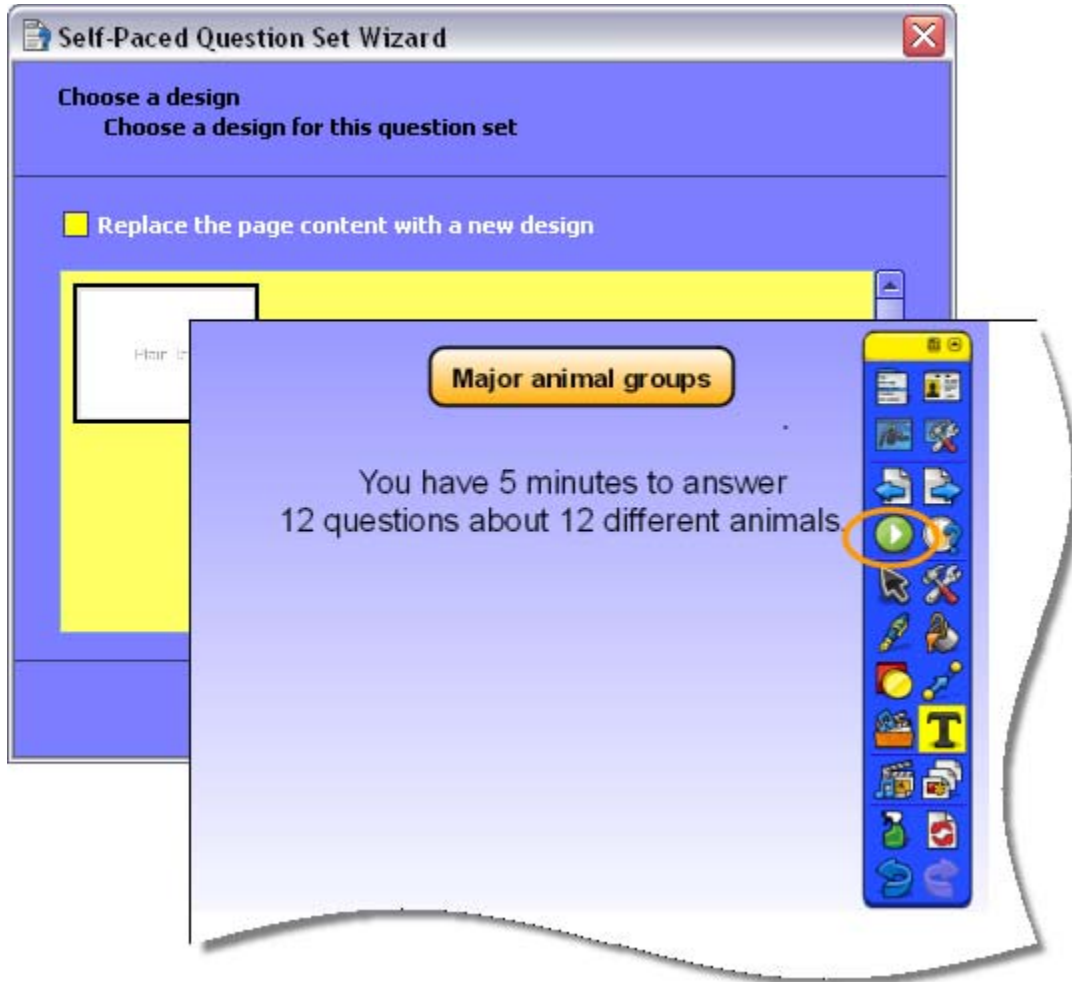 Self-Paced Question Set Wizard
Choose a design
Choose a design for this question set
Replace the page content with a new design
Plain
Major animal groups
You have 5 minutes to answer
12 questions about 12 different animals.
T